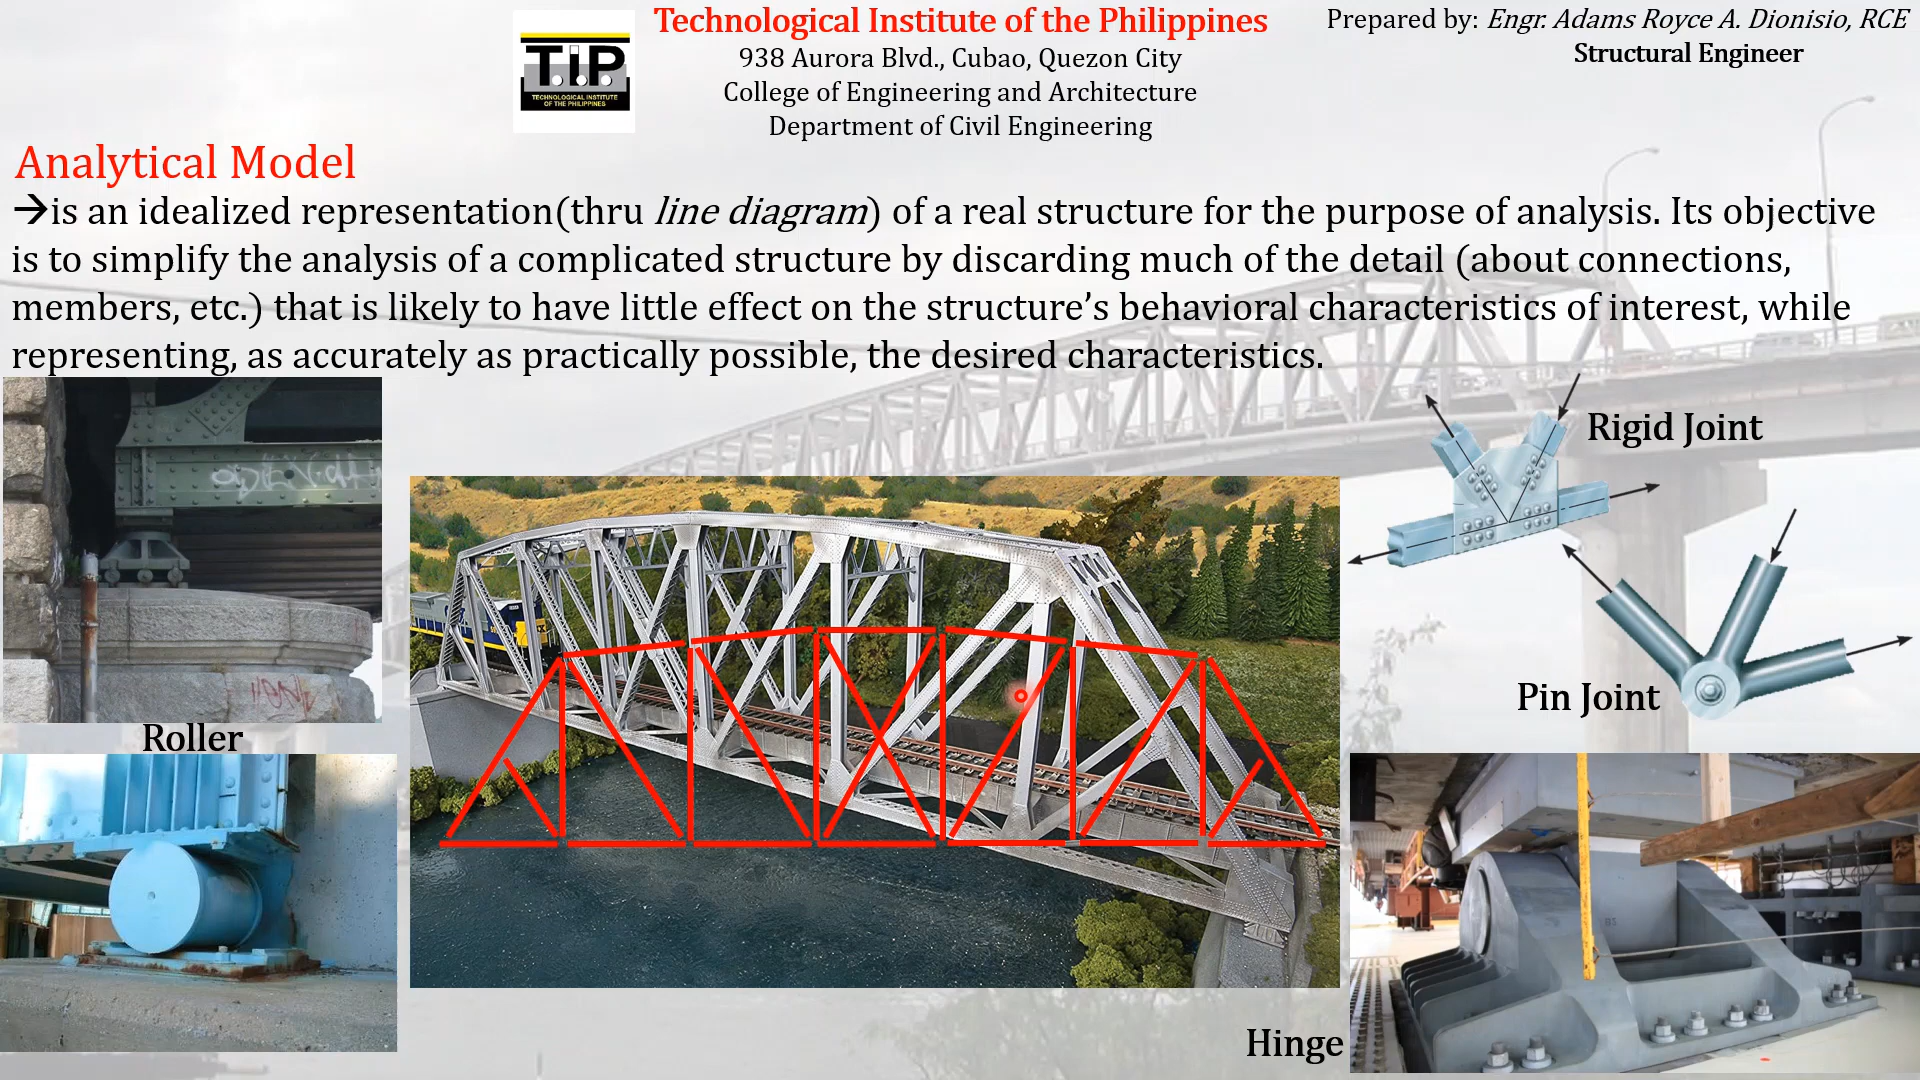 TiP
TECHNOLOGICAL INSTITUTE
OF THE PHILIPPINES
Technological Institute of the Philippines
938 Aurora Blvd., Cubao, Quezon City
College of Engineering and Architecture
Department of Civil Engineering
Prepared by: Engr. Adams Royce A. Dionisio, RCE
Structural Engineer
Analytical Model
→is an idealized representation(thru line diagram) of a real structure for the purpose of analysis. Its objective
is to simplify the analysis of a complicated structure by discarding much of the detail (about connections,
members, etc.) that is likely to have little effect on the structure’s behavioral characteristics of interest, while
representing, as accurately as practically possible, the desired characteristics.
Rigid Joint
Pin Joint
Roller
Hinge